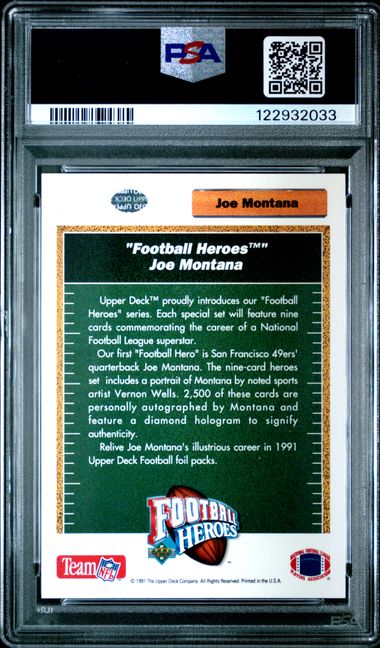 PSA
122932033
Joe Montana
"Football Heroes™"
Joe Montana
Upper Deck™ proudly introduces our "Football
Heroes" series. Each special set will feature nine
cards commemorating the career of a National
Football League superstar.
Our first "Football Hero" is San Francisco 49ers'
quarterback Joe Montana. The nine-card heroes
set includes a portrait of Montana by noted sports
artist Vernon Wells. 2,500 of these cards are
personally autographed by Montana and
feature a diamond hologram to signify
authenticity.
Relive Joe Montana's illustrious career in 1991
Upper Deck Football foil packs.
FOOTBALL
HEROES™
Team NFL
© 1991 The Upper Deck Company. All Rights Reserved. Printed in the U.S.A.